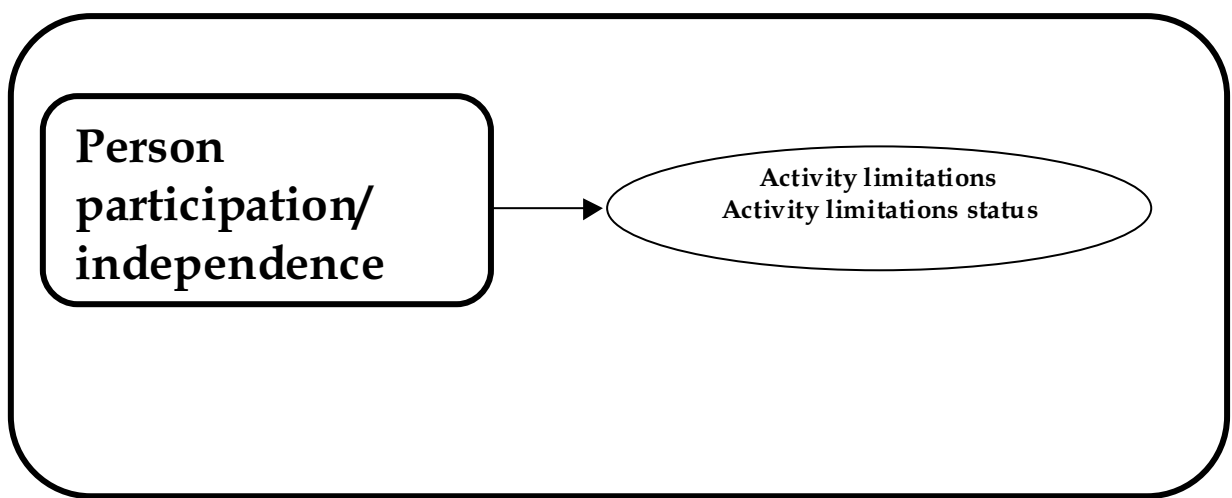 Person
participation/
independence
Activity limitations
Activity limitations status